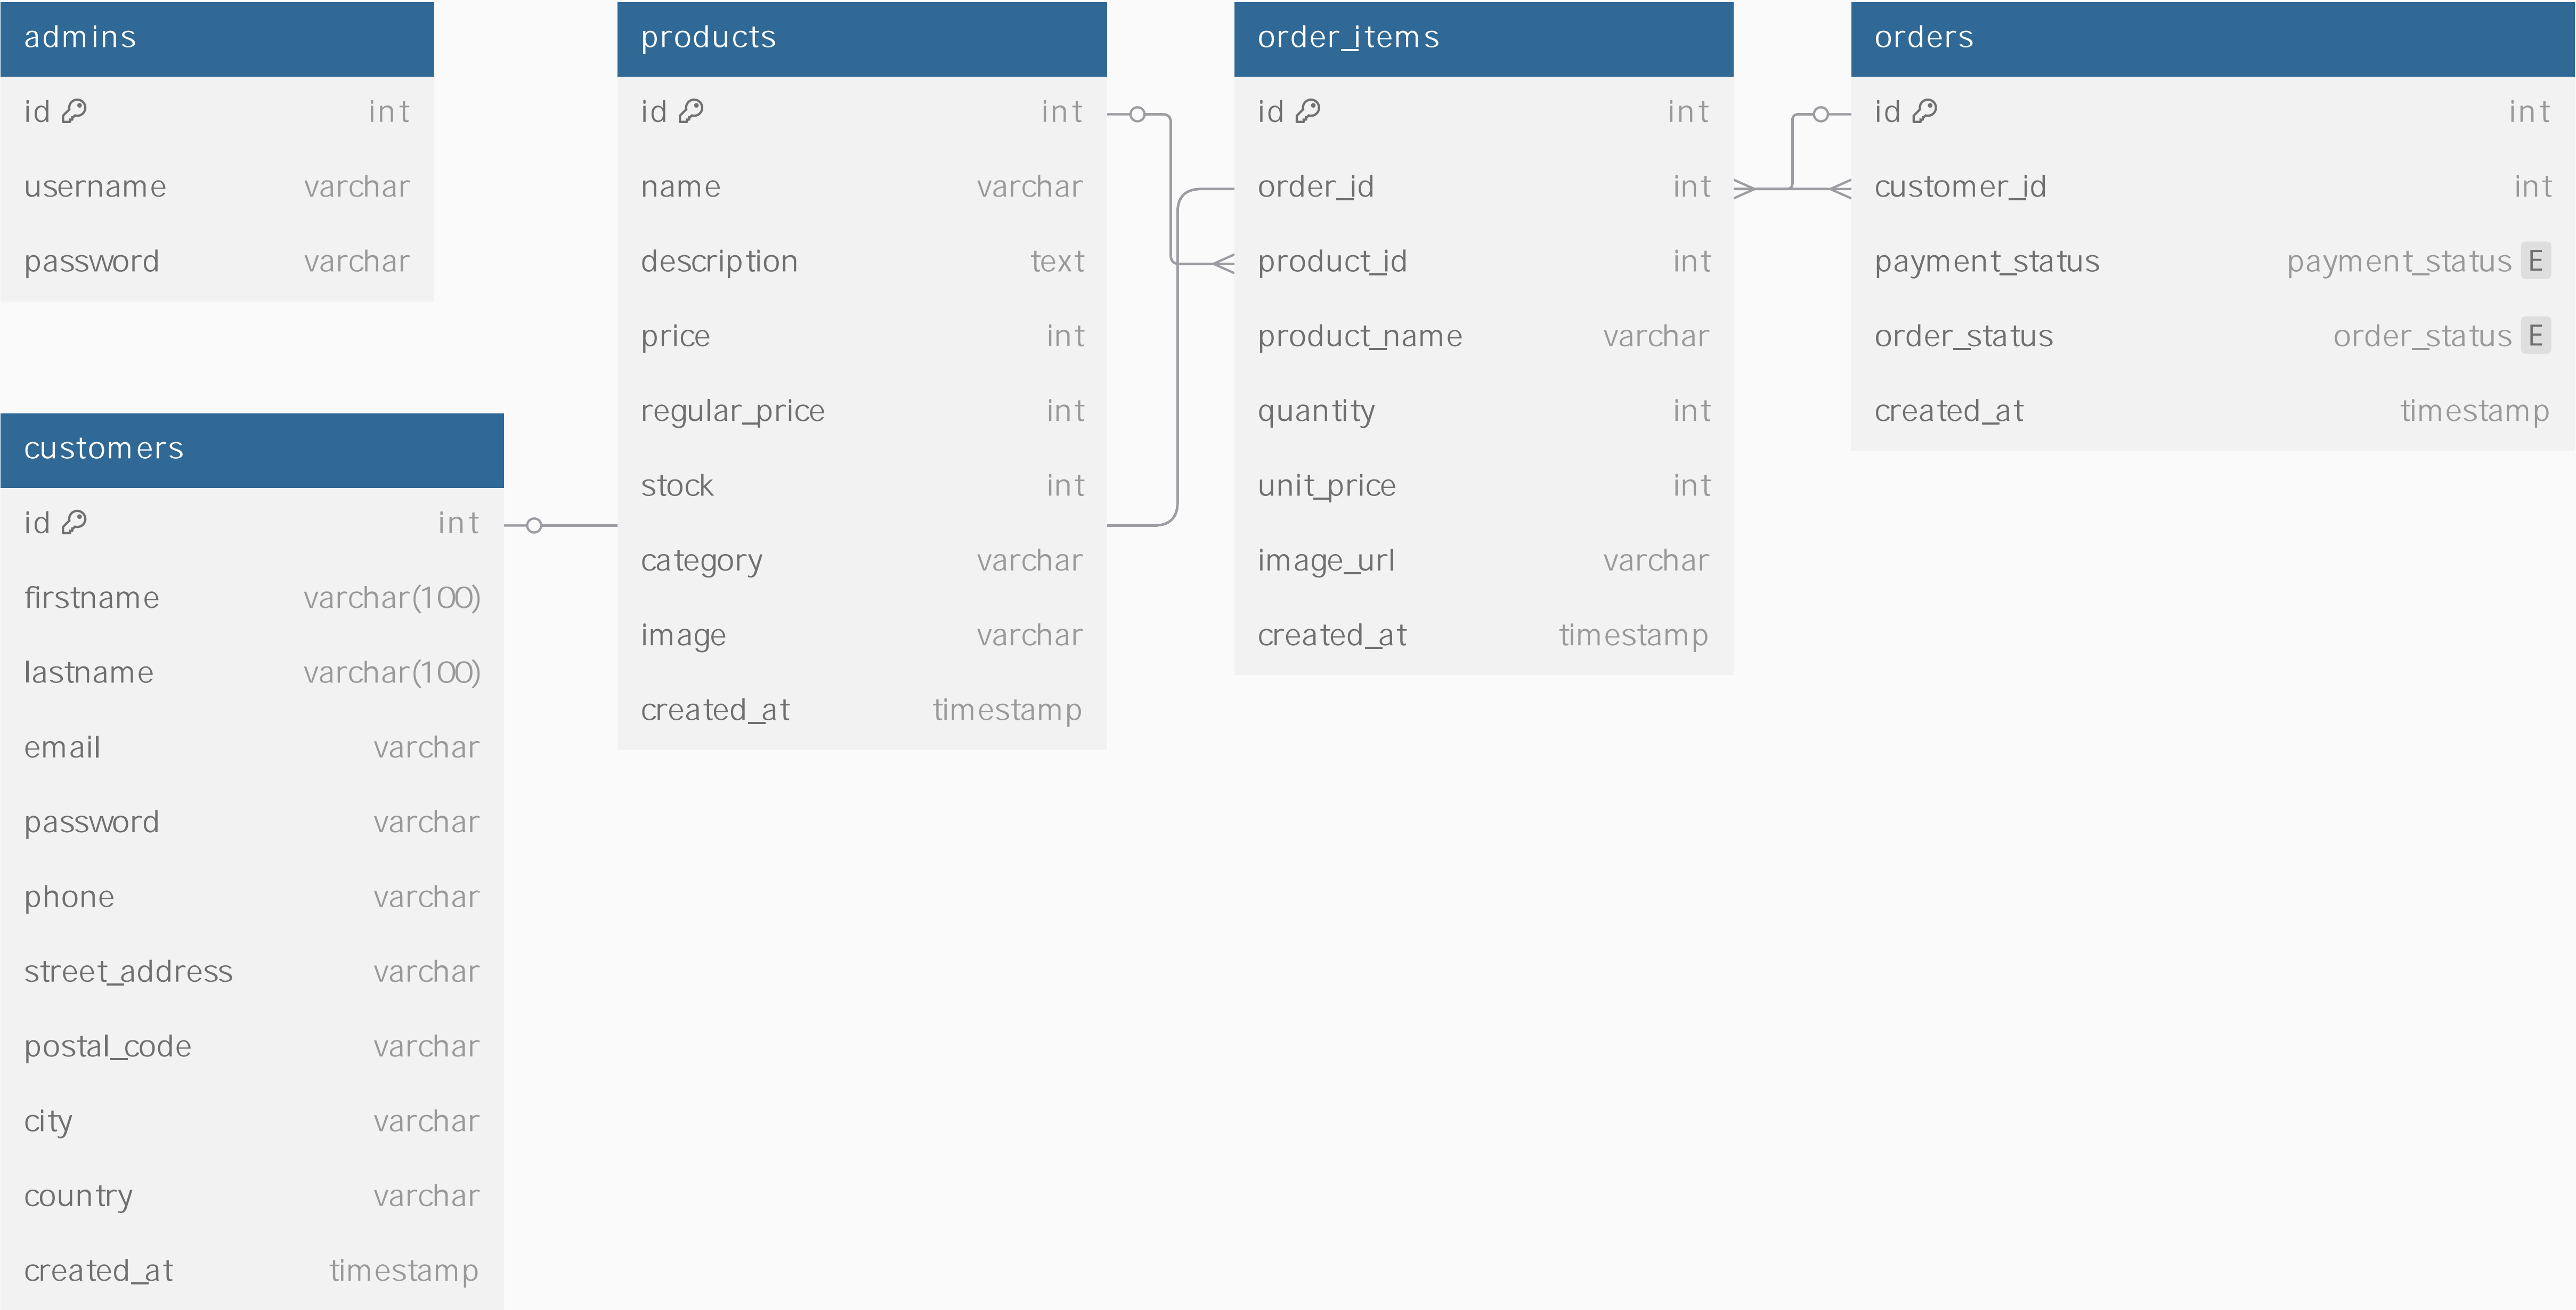 admins
id int
username varchar
password varchar
customers
id int
firstname varchar(100)
lastname varchar(100)
email varchar
password varchar
phone varchar
street_address varchar
postal_code varchar
city varchar
country varchar
created_at timestamp
products
id int
name varchar
description text
price int
regular_price int
stock int
category varchar
image varchar
created_at timestamp
order_items
id int
order_id int
product_id int
product_name varchar
quantity int
unit_price int
image_url varchar
created_at timestamp
orders
id int
customer_id int
payment_status payment_status E
order_status order_status E
created_at timestamp